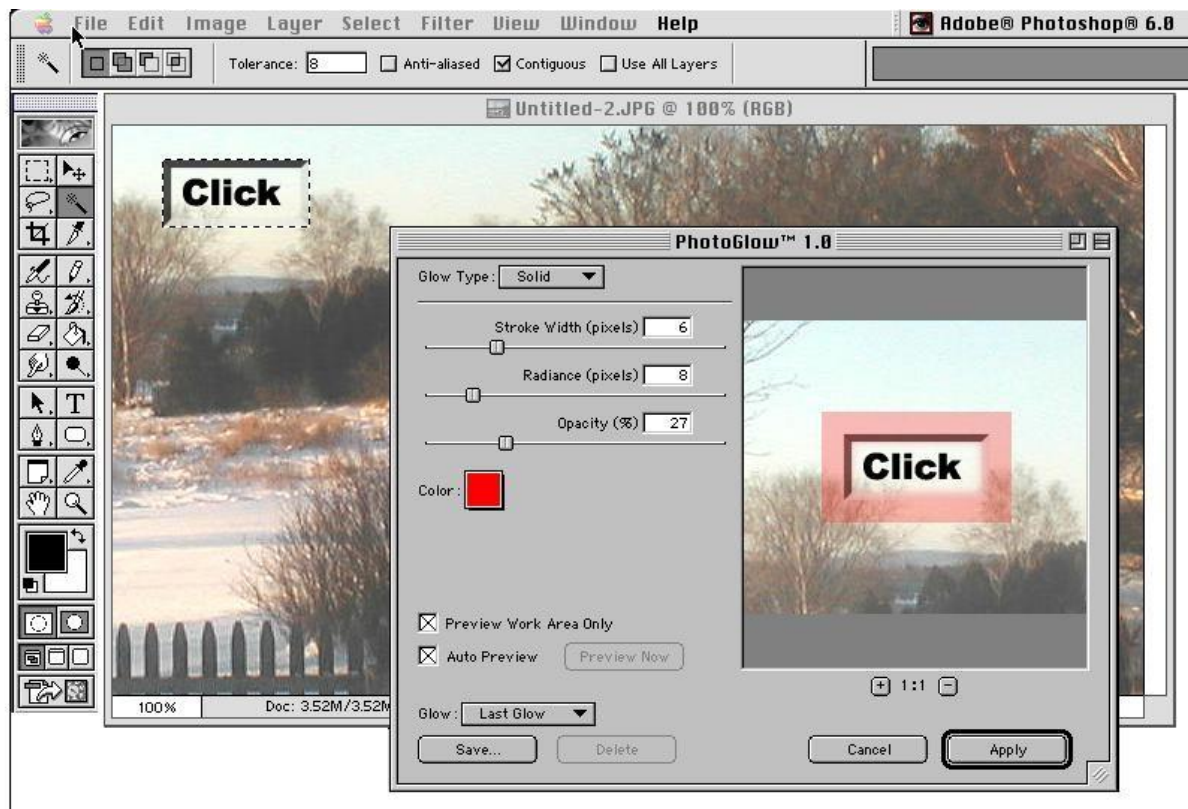 File Edit Image Layer Select Filter View Window Help Adobe® Photoshop® 6.0
Tolerance: 8 Anti-aliased Contiguous Use All Layers
Untitled-2.JPG @ 100% (RGB)
Click
PhotoGlow™ 1.0
Glow Type: Solid
Stroke Width (pixels) 6
Radiance (pixels) 8
Opacity (%) 27
Color:
Click
Preview Work Area Only
Auto Preview Preview Now
1:1
100% Doc: 3.52M/3.52M
Glow: Last Glow
Save... Delete Cancel Apply
T